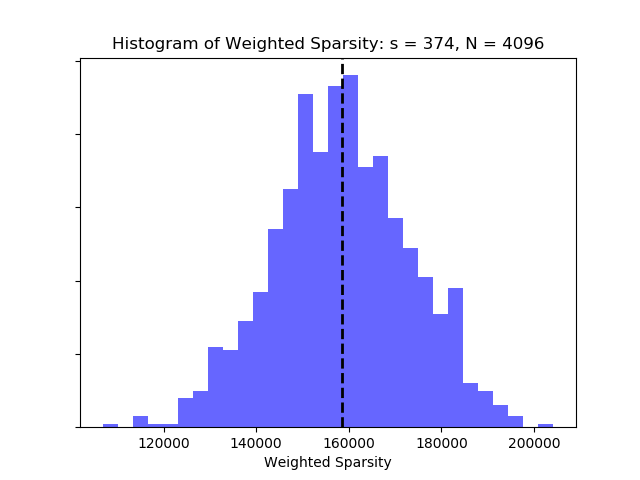 Histogram of Weighted Sparsity: s = 374, N = 4096
120000 140000 160000 180000 200000
Weighted Sparsity